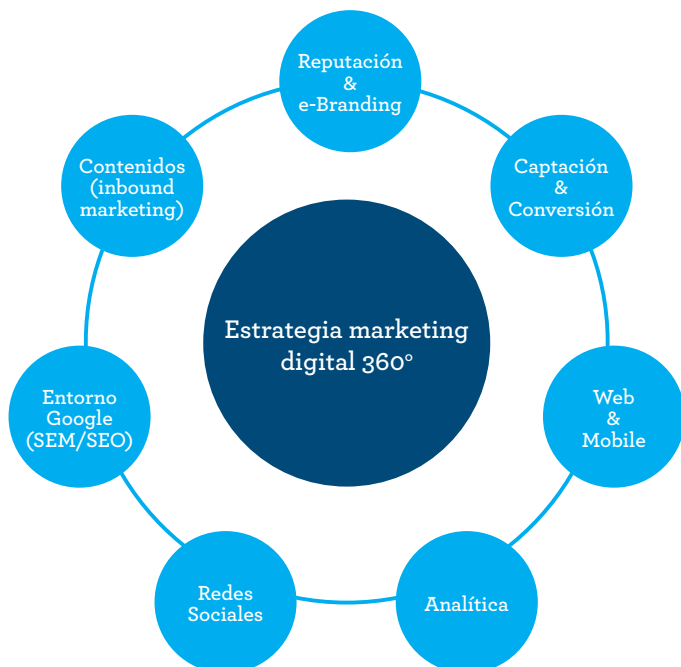 Reputación
&
e-Branding
Captación
&
Conversión
Web
&
Mobile
Analítica
Redes
Sociales
Entorno
Google
(SEM/SEO)
Contenidos
(inbound
marketing)
Estrategia marketing
digital 360º